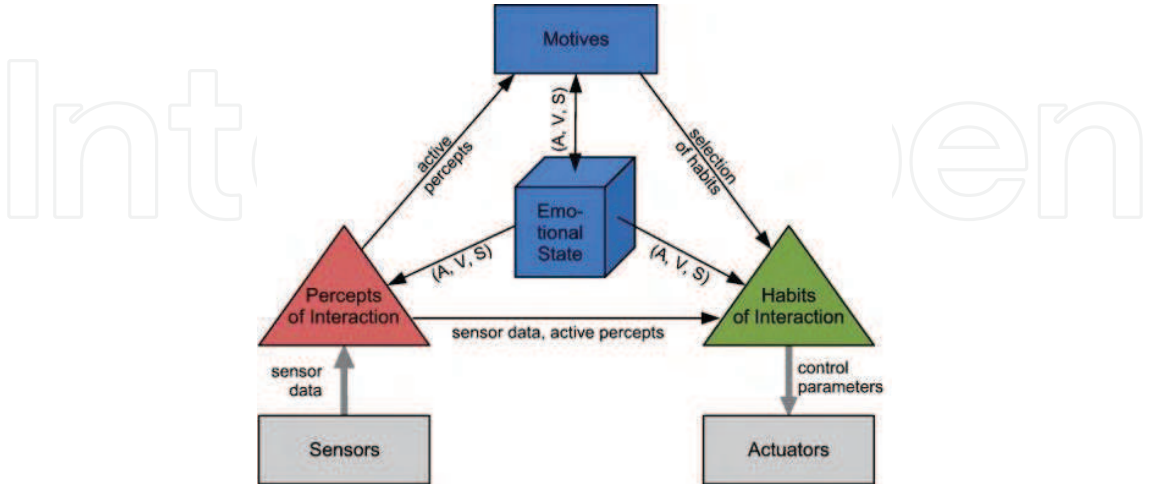 Motives
(A, V, S)
active
percepts
selection
of habits
Emo-
tional
State
(A, V, S)
(A, V, S)
Percepts
of Interaction
Habits
of Interaction
sensor data, active percepts
sensor
data
control
parameters
Sensors
Actuators